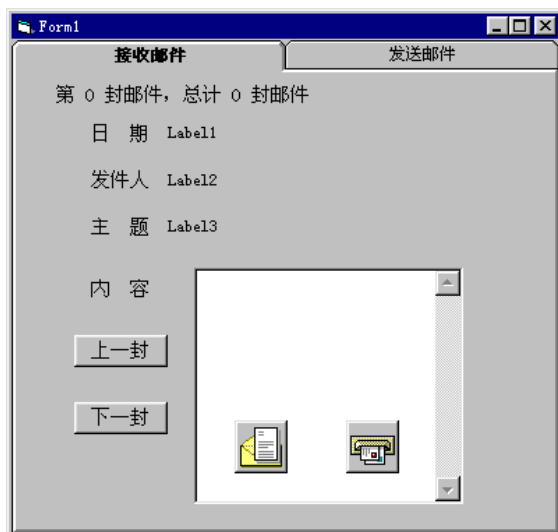 Form1
接收邮件 发送邮件
第 0 封邮件，总计 0 封邮件
日 期 Label1
发件人 Label2
主 题 Label3
内 容
上一封
下一封